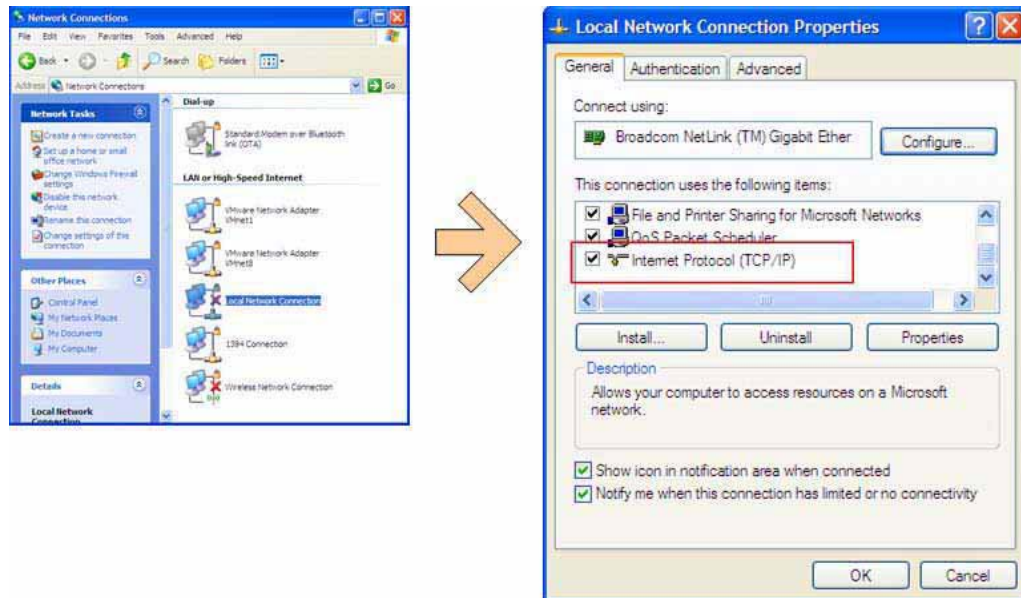 Network Connections
File Edit View Favorites Tools Advanced Help
Back Search Folders
Address Network Connections Go
Network Tasks
Create a new connection
Set up a home or small
office network
Change Windows Firewall
settings
Disable this network
device
Rename this connection
Change settings of this
connection
Other Places
Control Panel
My Network Places
My Documents
My Computer
Details
Local Network
Connection
Dial-up
Standard Modem over Bluetooth
link (OTA)
LAN or High-Speed Internet
VMware Network Adapter
VMnet1
VMware Network Adapter
VMnet8
Local Network Connection
1394 Connection
Wireless Network Connection
Local Network Connection Properties
General Authentication Advanced
Connect using:
Broadcom NetLink (TM) Gigabit Ether Configure...
This connection uses the following items:
File and Printer Sharing for Microsoft Networks
QoS Packet Scheduler
Internet Protocol (TCP/IP)
Install... Uninstall Properties
Description
Allows your computer to access resources on a Microsoft
network.
Show icon in notification area when connected
Notify me when this connection has limited or no connectivity
OK Cancel